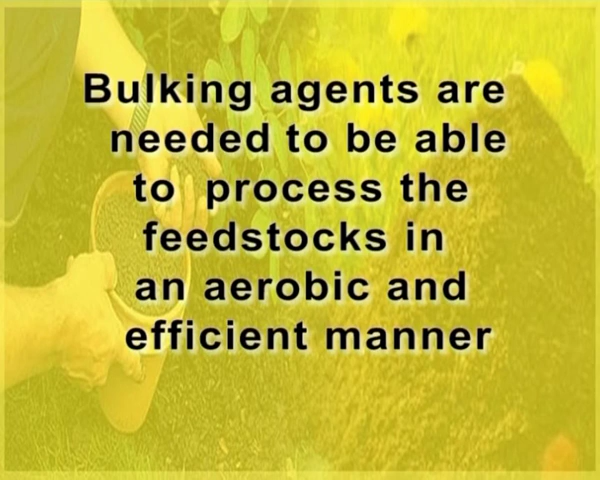 Bulking agents are
needed to be able
to process the
feedstocks in
an aerobic and
efficient manner